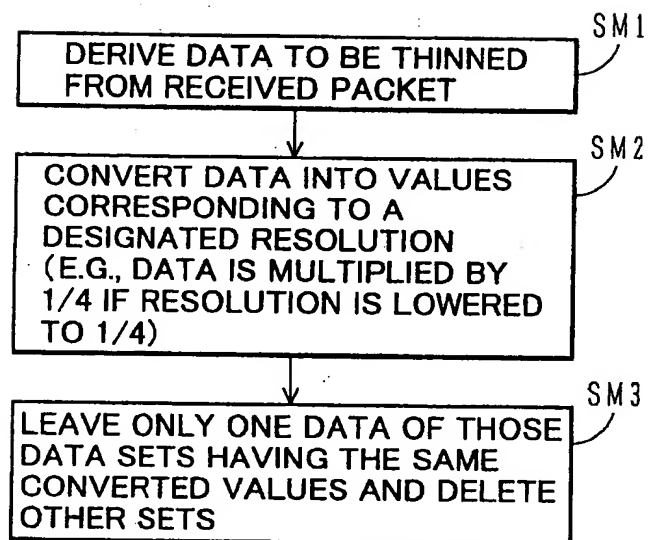 SM1
DERIVE DATA TO BE THINNED
FROM RECEIVED PACKET
SM2
CONVERT DATA INTO VALUES
CORRESPONDING TO A
DESIGNATED RESOLUTION
(E.G., DATA IS MULTIPLIED BY
1/4 IF RESOLUTION IS LOWERED
TO 1/4)
SM3
LEAVE ONLY ONE DATA OF THOSE
DATA SETS HAVING THE SAME
CONVERTED VALUES AND DELETE
OTHER SETS